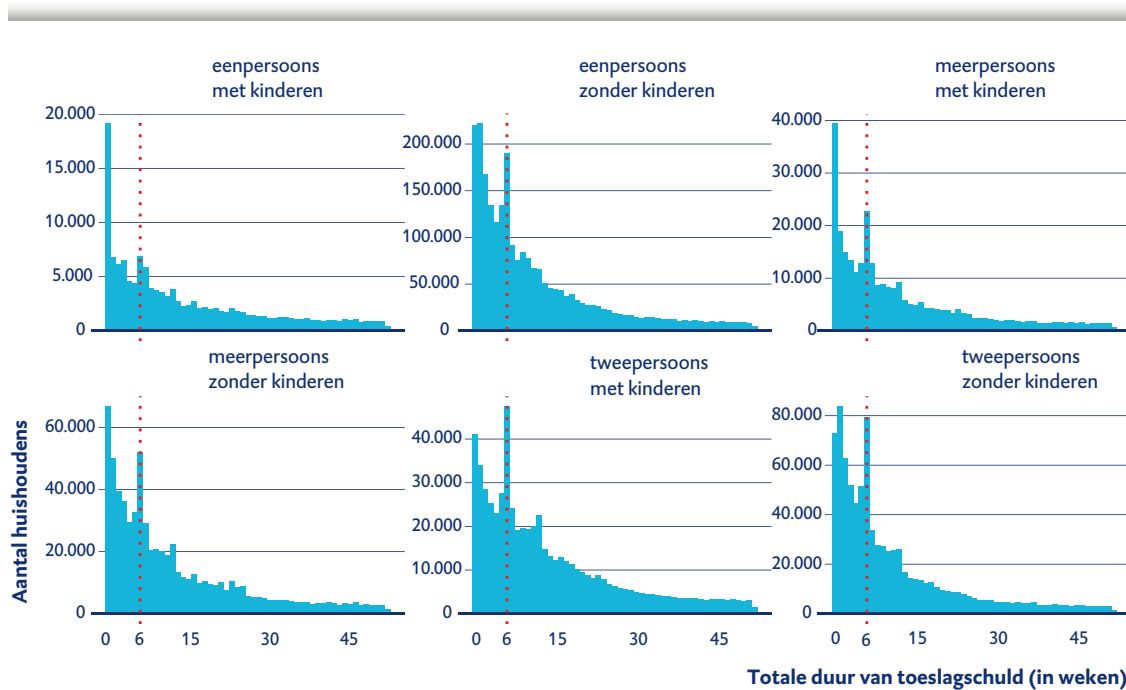 eenpersoons
met kinderen
eenpersoons
zonder kinderen
meerpersoons
met kinderen
20.000
15.000
10.000
5.000
0
200.000
150.000
100.000
50.000
0
40.000
30.000
20.000
10.000
0
meerpersoons
zonder kinderen
tweepersoons
met kinderen
tweepersoons
zonder kinderen
Aantal huishoudens
60.000
40.000
20.000
0
40.000
30.000
20.000
10.000
0
80.000
60.000
40.000
20.000
0
0 6 15 30 45
0 6 15 30 45
0 6 15 30 45
Totale duur van toeslagschuld (in weken)